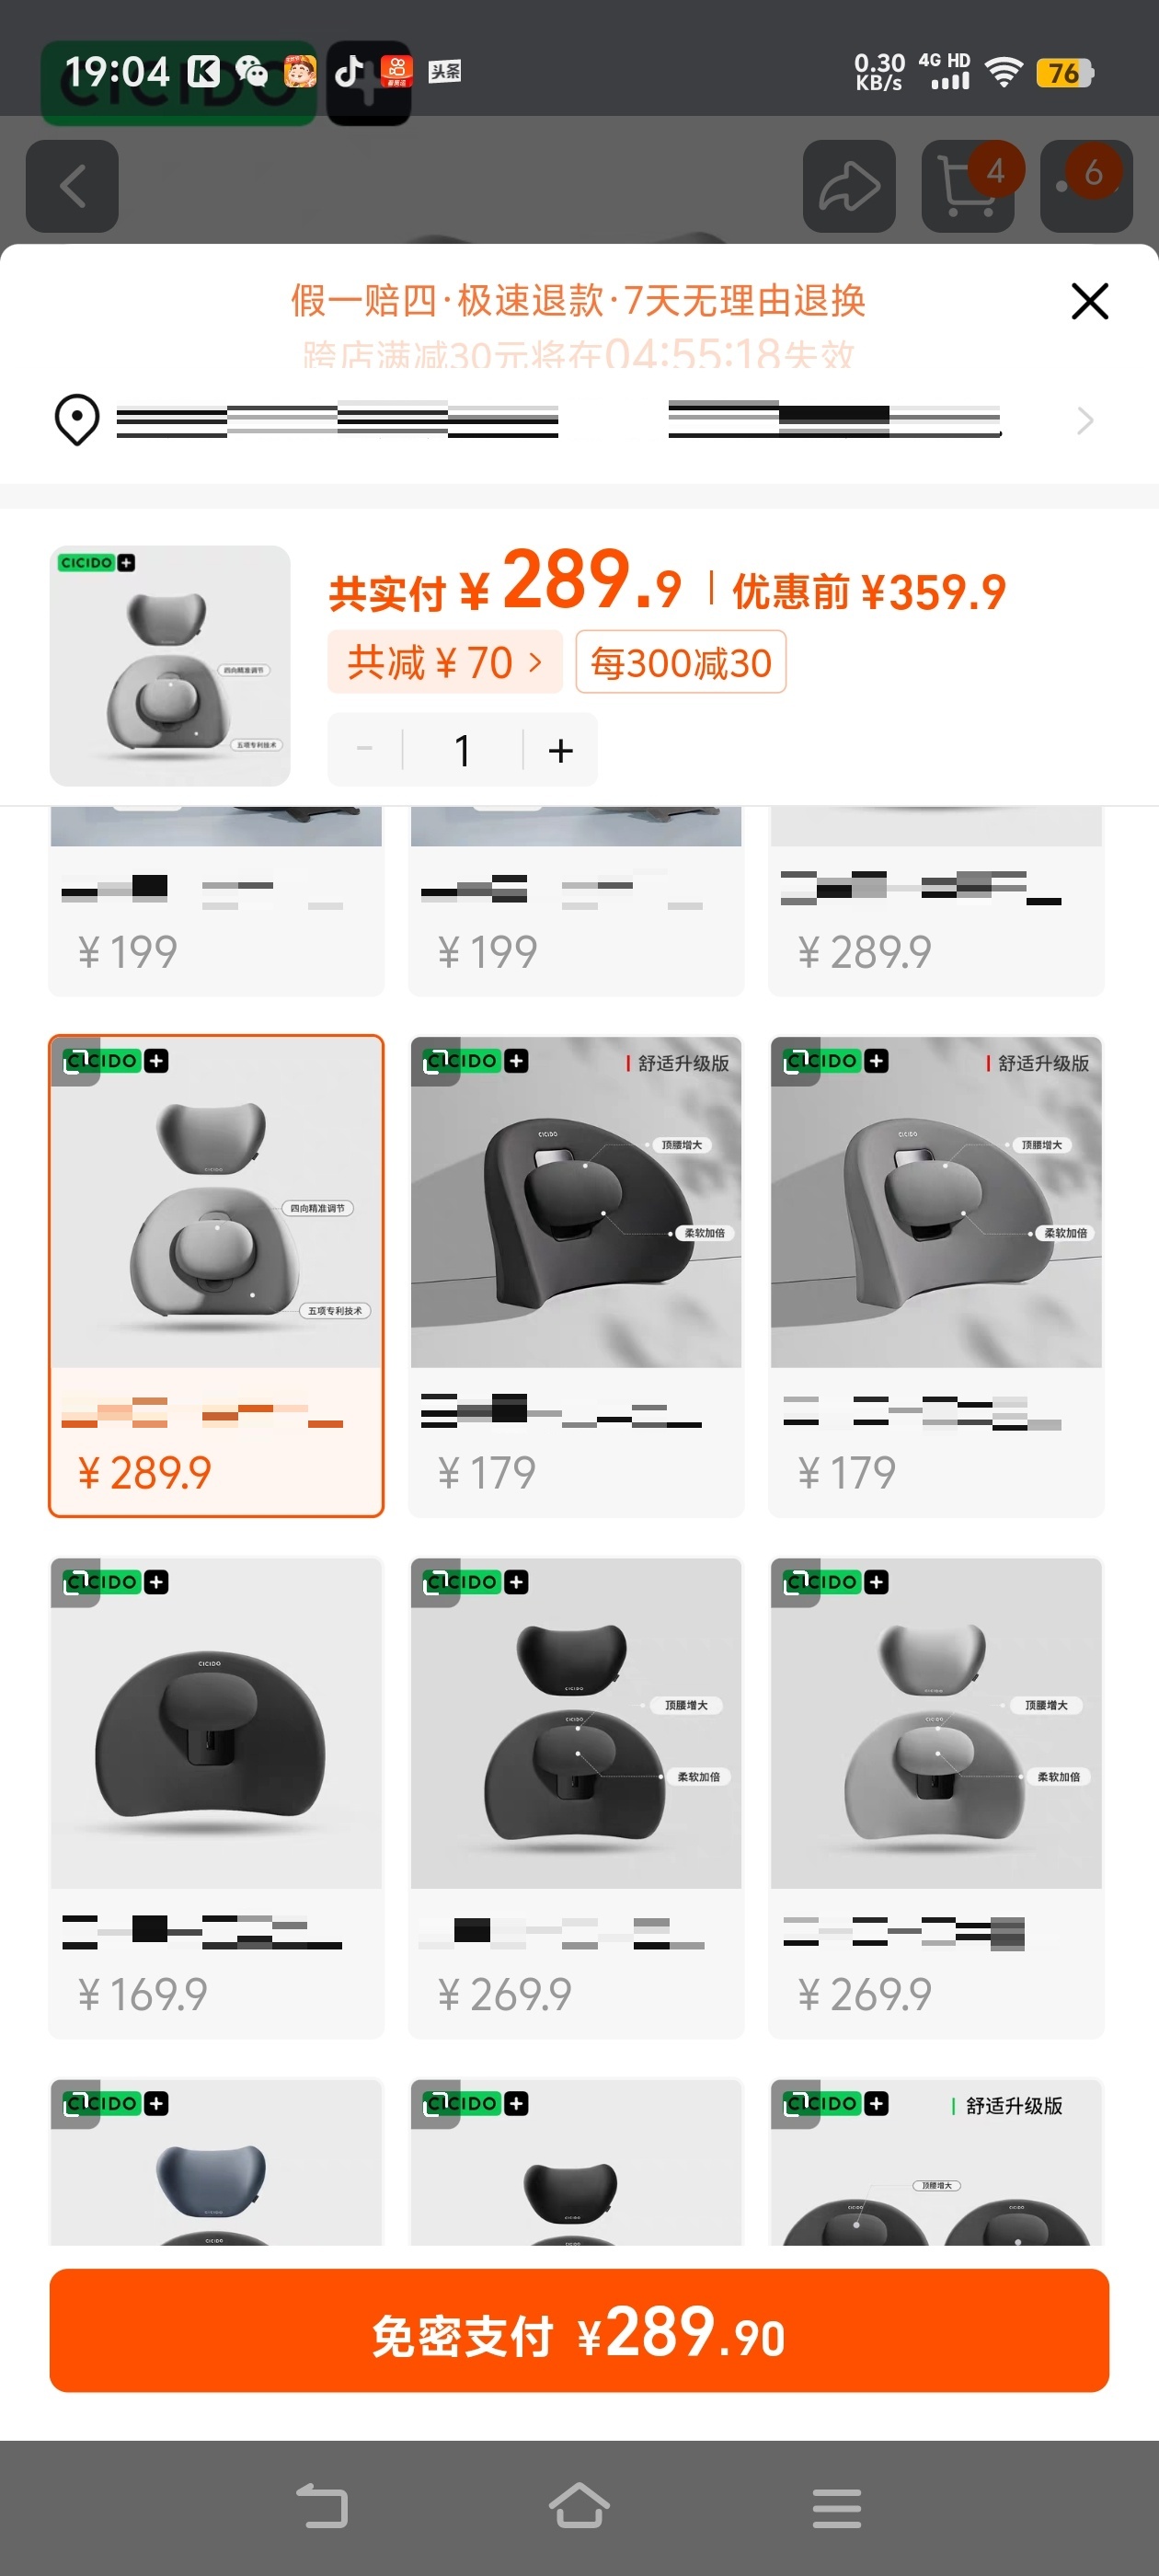 CICIDO +
19:04
0.30 KB/s 4G HD 76
4
6
假一赔四·极速退款·7天无理由退换
跨店满减30元将在04:55:18失效
CICIDO +
四向精准调节
五项专利技术
共实付 ¥289.9 | 优惠前 ¥359.9
共减 ¥70 >
每300减30
- 1 +
¥199
¥199
¥289.9
CICIDO +
四向精准调节
五项专利技术
¥289.9
CICIDO +
舒适升级版
CICIDO
顶腰增大
柔软加倍
¥179
CICIDO +
舒适升级版
CICIDO
顶腰增大
柔软加倍
¥179
CICIDO +
CICIDO
¥169.9
CICIDO +
顶腰增大
柔软加倍
¥269.9
CICIDO +
顶腰增大
柔软加倍
¥269.9
CICIDO +
CICIDO +
CICIDO +
舒适升级版
顶腰增大
免密支付 ¥289.90